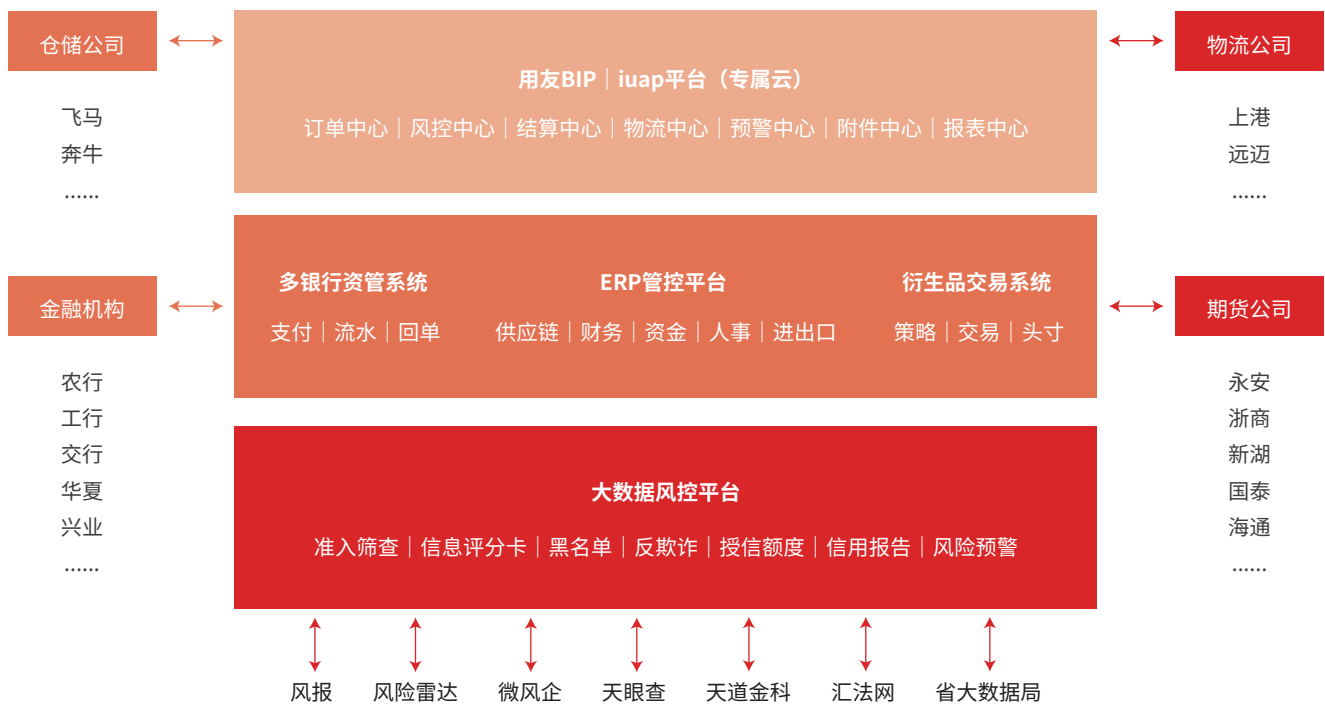 仓储公司
飞马
奔牛
......
金融机构
农行
工行
交行
华夏
兴业
......
用友BIP｜iuap平台（专属云）
订单中心｜风控中心｜结算中心｜物流中心｜预警中心｜附件中心｜报表中心
多银行资管系统
支付｜流水｜回单
ERP管控平台
供应链｜财务｜资金｜人事｜进出口
衍生品交易系统
策略｜交易｜头寸
大数据风控平台
准入筛查｜信息评分卡｜黑名单｜反欺诈｜授信额度｜信用报告｜风险预警
风报
风险雷达
微风企
天眼查
天道金科
汇法网
省大数据局
物流公司
上港
远迈
......
期货公司
永安
浙商
新湖
国泰
海通
......